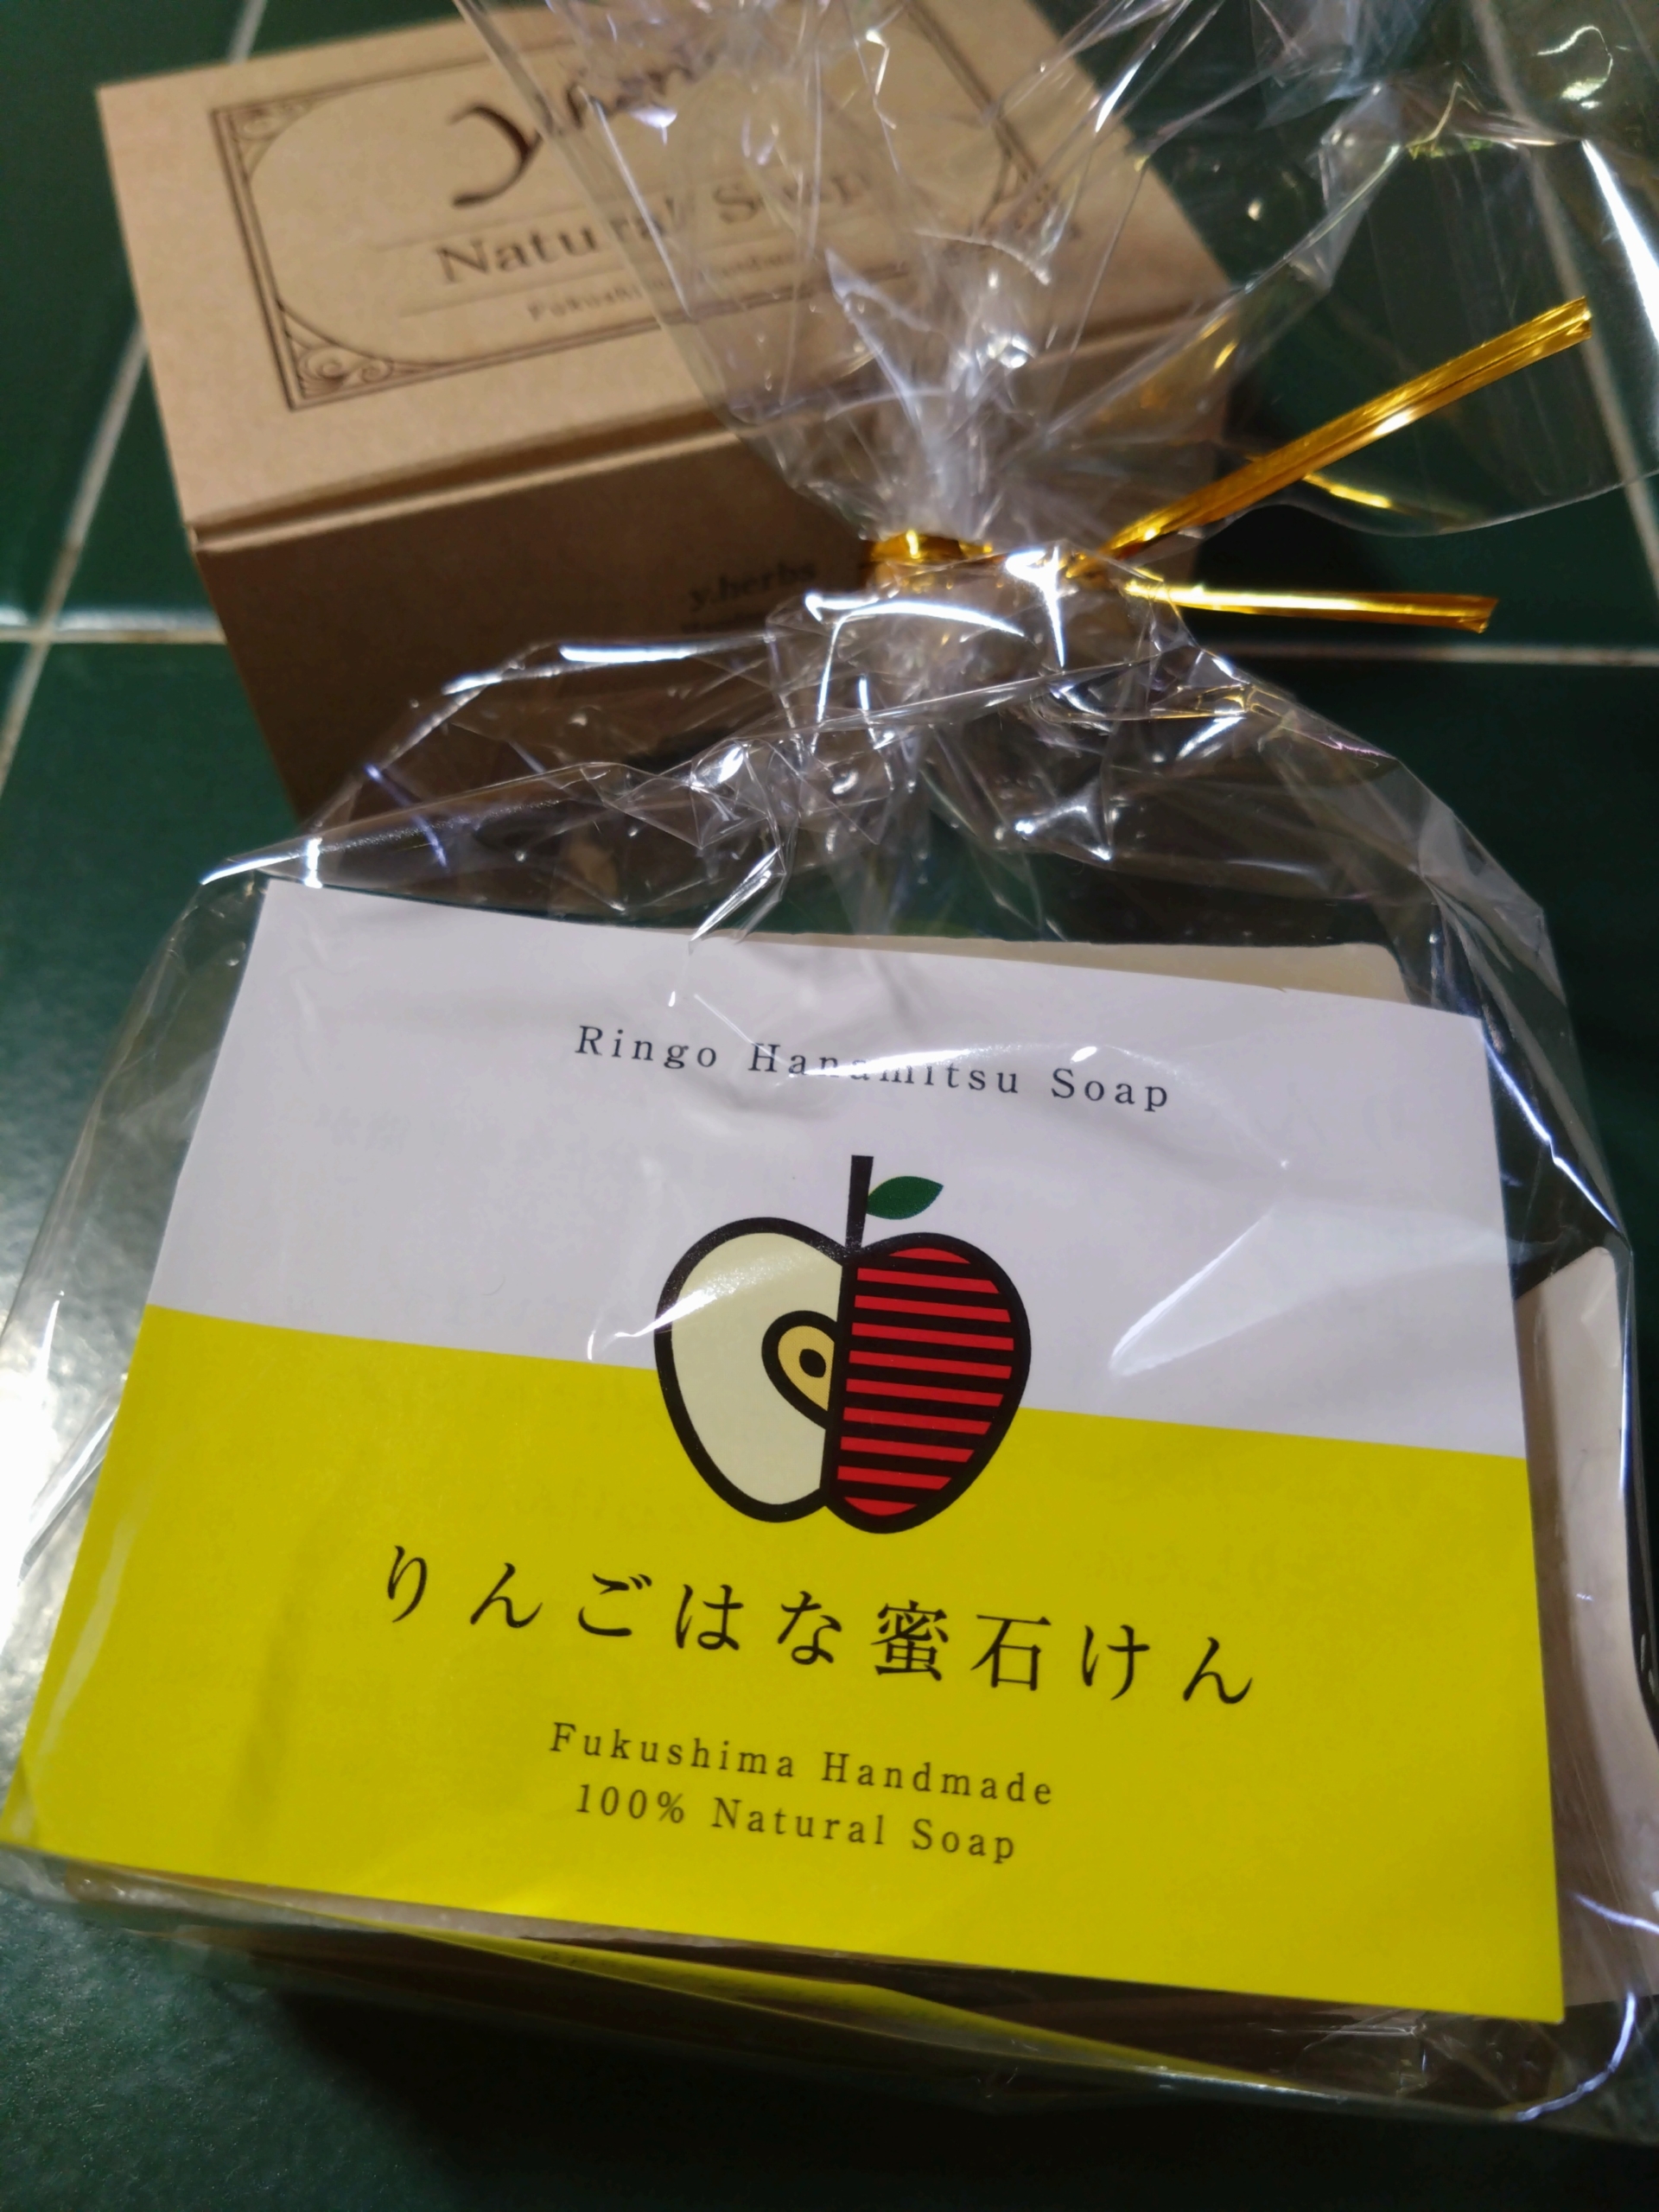 Natural Soap
y.herbs
Ringo Hanamitsu Soap
りんごはな蜜石けん
Fukushima Handmade
100% Natural Soap